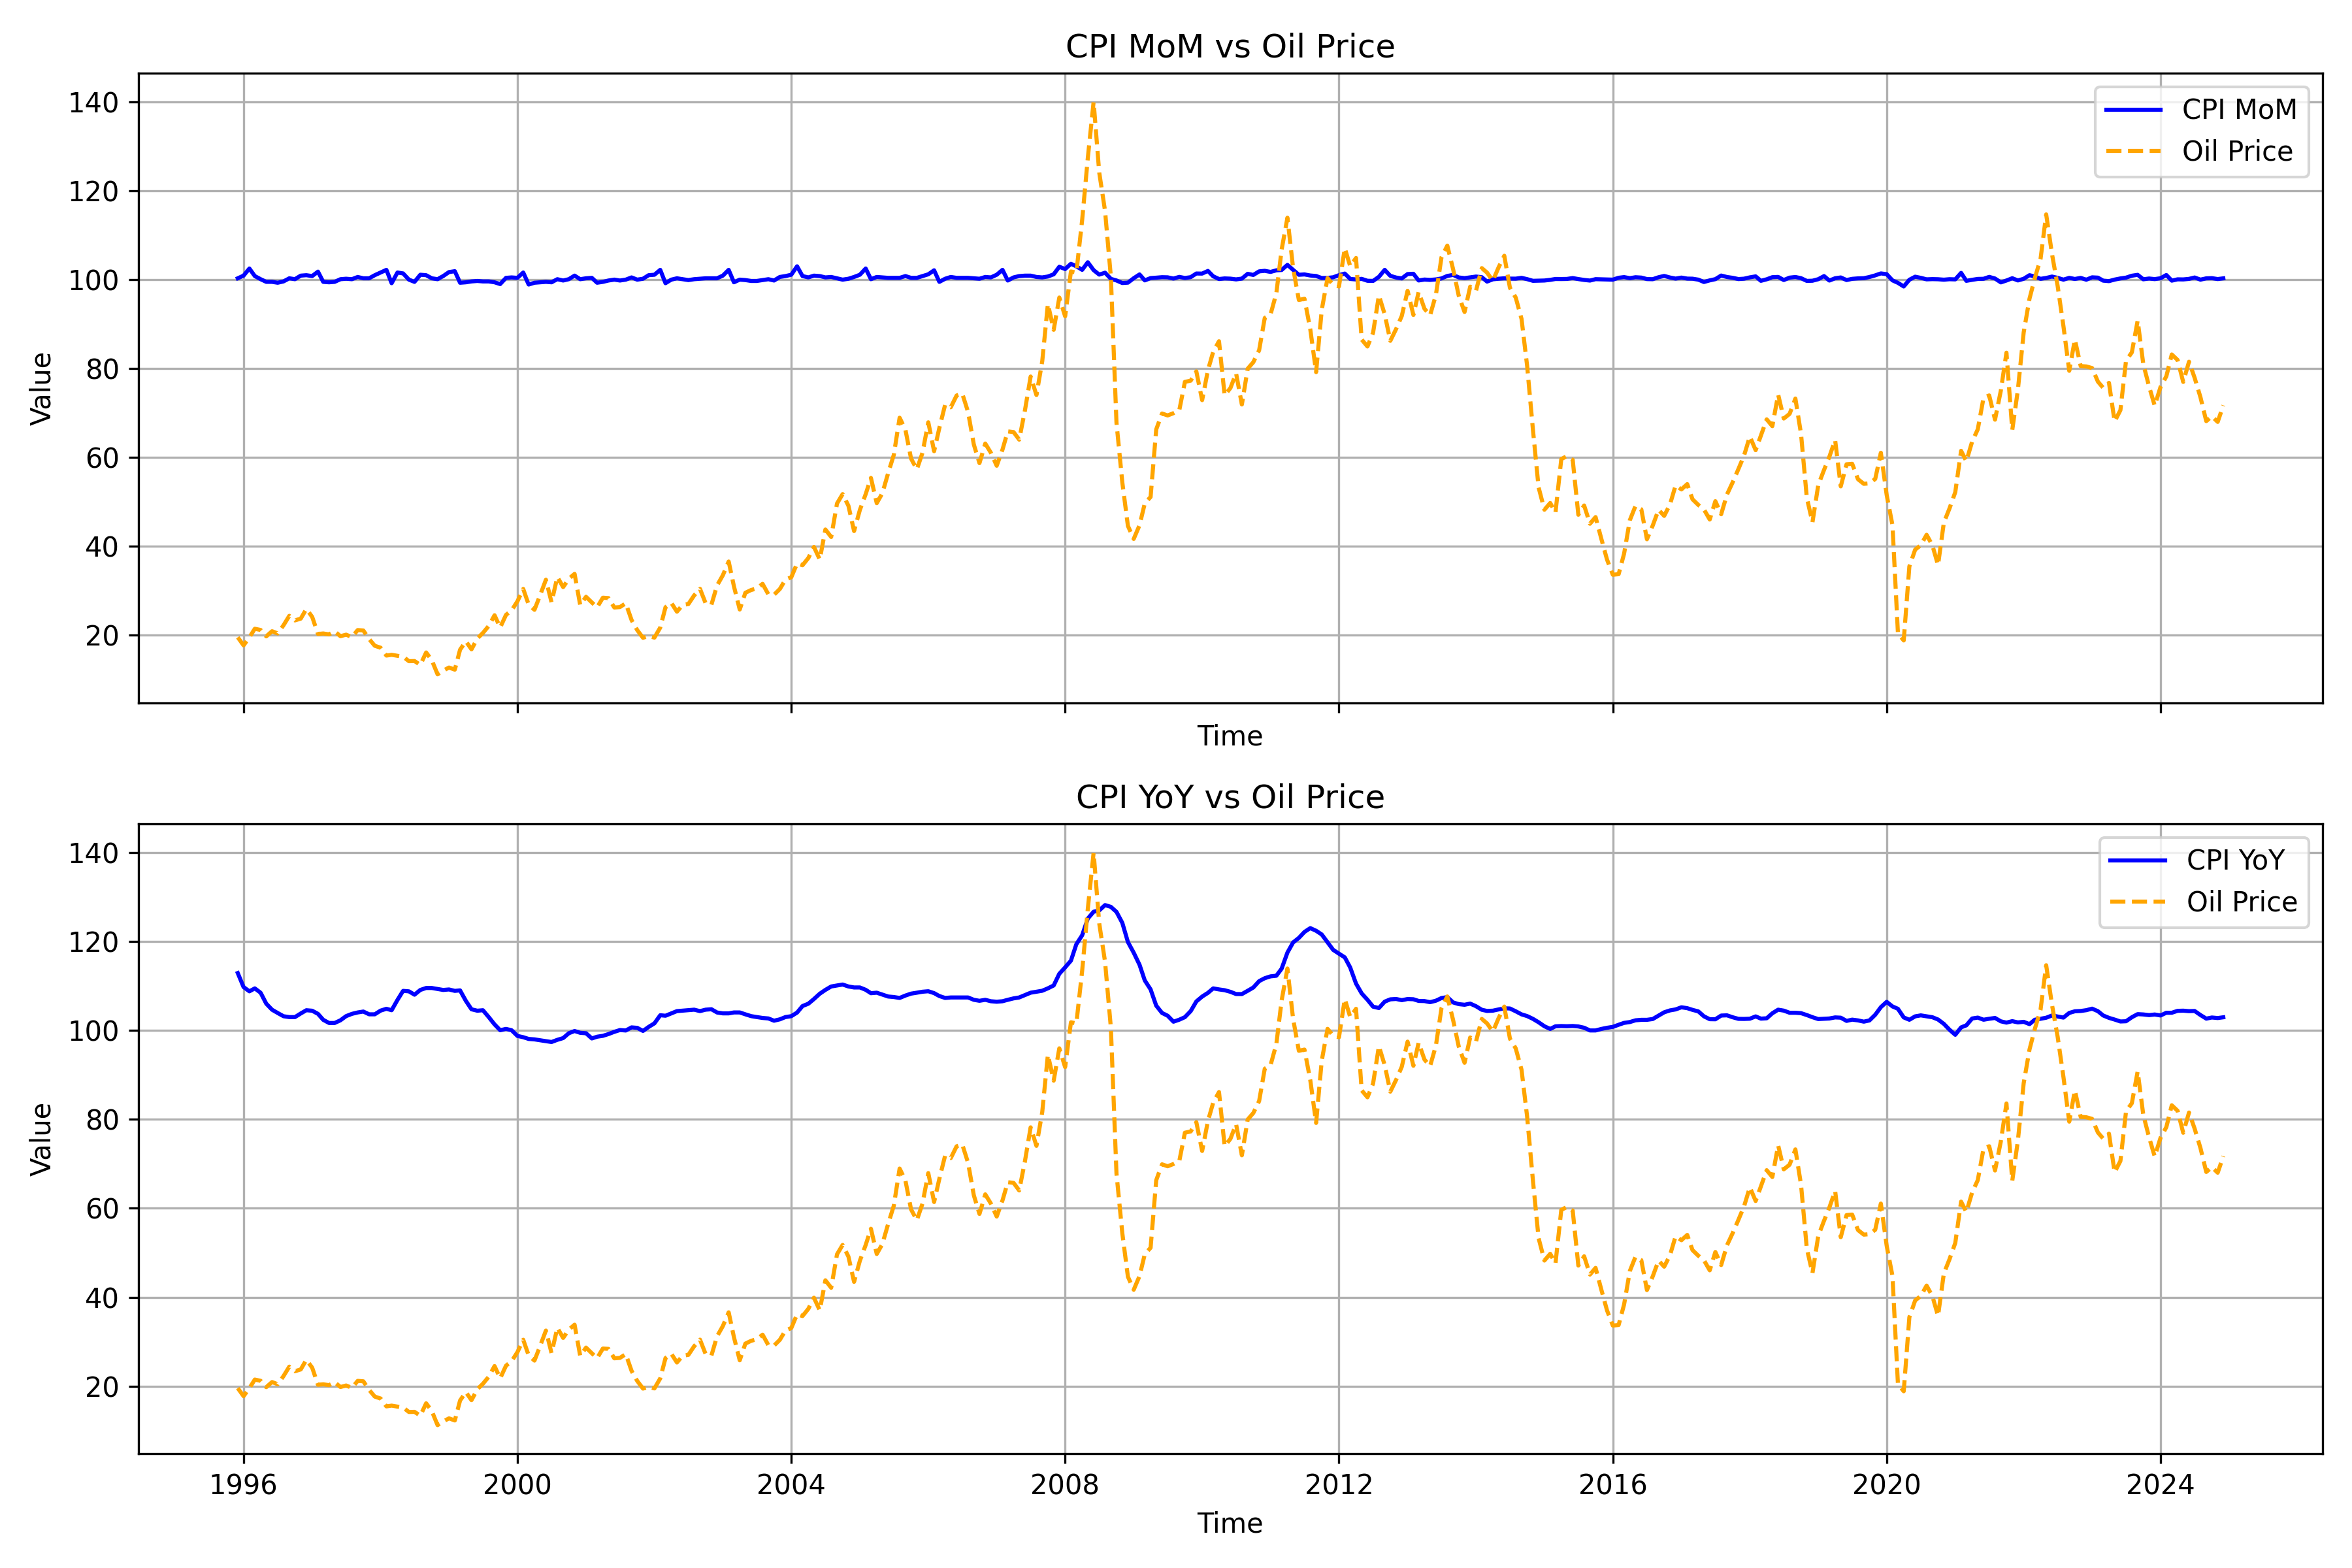 CPI MoM vs Oil Price
140
120
100
80
60
40
20
Value
CPI MoM
Oil Price
Time
CPI YoY vs Oil Price
140
120
100
80
60
40
20
Value
CPI YoY
Oil Price
1996 2000 2004 2008 2012 2016 2020 2024
Time